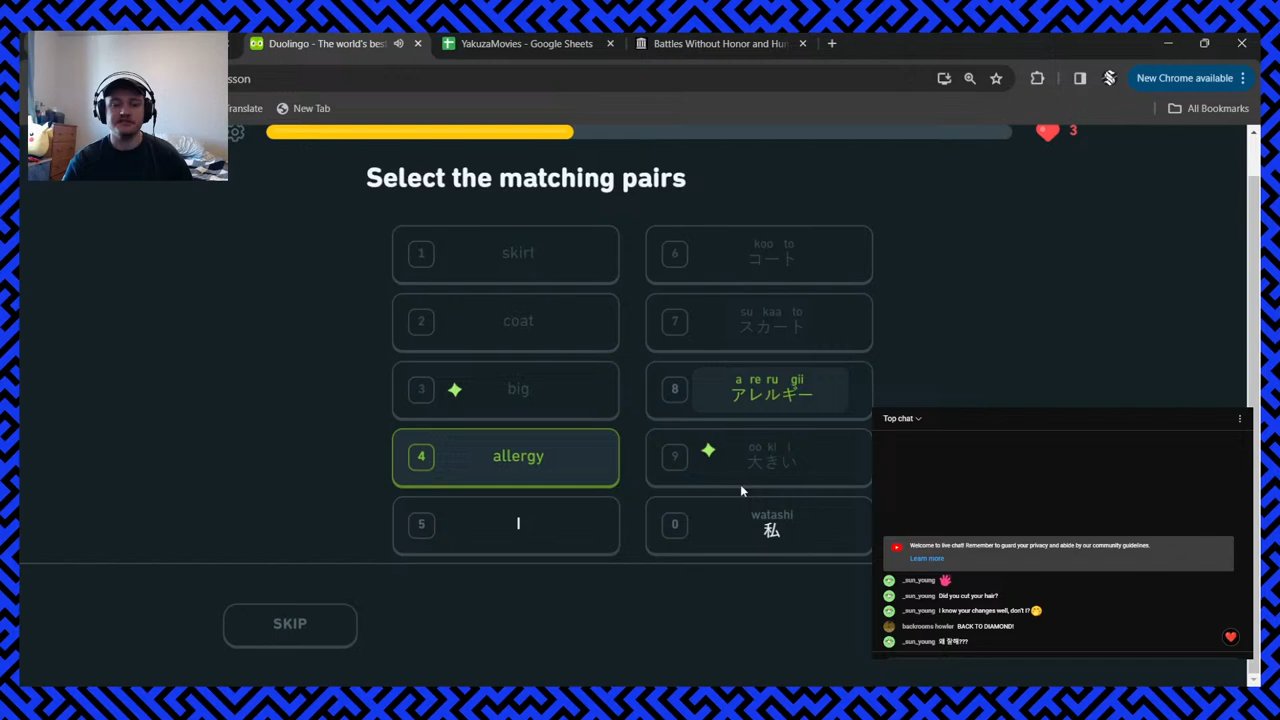 Duolingo - The world's best
YakuzaMovies - Google Sheets
Battles Without Honor and Hum
sson
New Chrome available
Translate
New Tab
All Bookmarks
3
Select the matching pairs
1 skirt
koo to
6 コート
2 coat
su kaa to
7 スカート
3 big
a re ru gii
8 アレルギー
4 allergy
oo ki i
9 大きい
5 I
watashi
0 私
SKIP
Top chat
Welcome to live chat! Remember to guard your privacy and abide by our community guidelines.
Learn more
_sun_young
_sun_young Did you cut your hair?
_sun_young I know your changes well, don't I?
backrooms howler BACK TO DIAMOND!
_sun_young 왜 잘해???